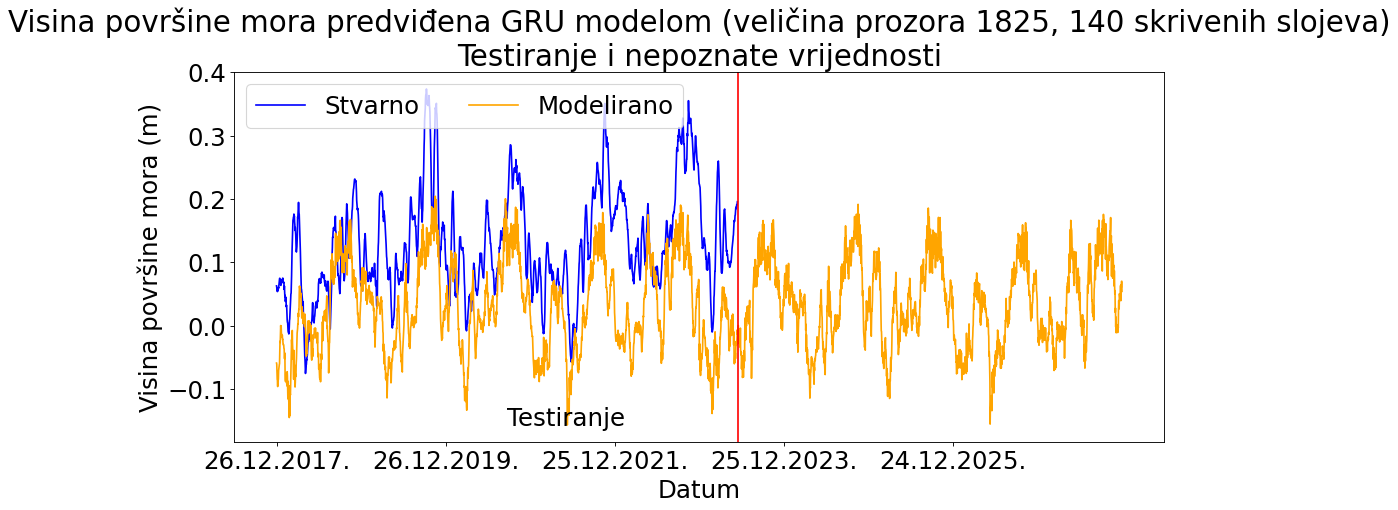 Visina površine mora predviđena GRU modelom (veličina prozora 1825, 140 skrivenih slojeva)
Testiranje i nepoznate vrijednosti
Stvarno
Modelirano
Visina površine mora (m)
0.4
0.3
0.2
0.1
0.0
−0.1
Testiranje
26.12.2017.
26.12.2019.
25.12.2021.
25.12.2023.
24.12.2025.
Datum